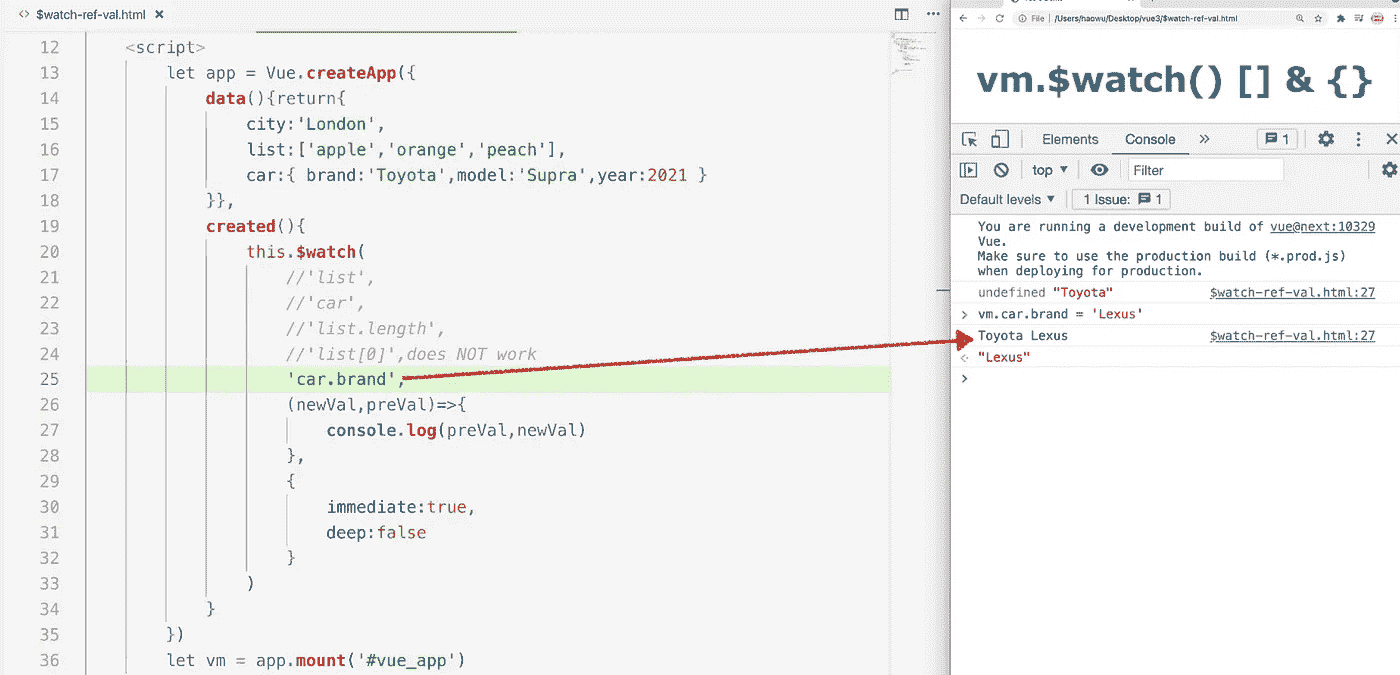 $watch-ref-val.html
12 <script>
13 let app = Vue.createApp({
14 data(){return{
15 city:'London',
16 list:['apple','orange','peach'],
17 car:{ brand:'Toyota',model:'Supra',year:2021 }
18 }},
19 created(){
20 this.$watch(
21 //'list',
22 //'car',
23 //'list.length',
24 //'list[0]',does NOT work
25 'car.brand',
26 (newVal,preVal)=>{
27 console.log(preVal,newVal)
28 },
29 {
30 immediate:true,
31 deep:false
32 }
33 )
34 }
35 })
36 let vm = app.mount('#vue_app')
File /Users/haowu/Desktop/vue3/$watch-ref-val.html
vm.$watch() [] & {}
Elements Console » 1
top ▼ Filter
Default levels ▼ 1 Issue: 1
You are running a development build of vue@next:10329
Vue.
Make sure to use the production build (*.prod.js)
when deploying for production.
undefined "Toyota" $watch-ref-val.html:27
> vm.car.brand = 'Lexus'
Toyota Lexus $watch-ref-val.html:27
"Lexus"
>